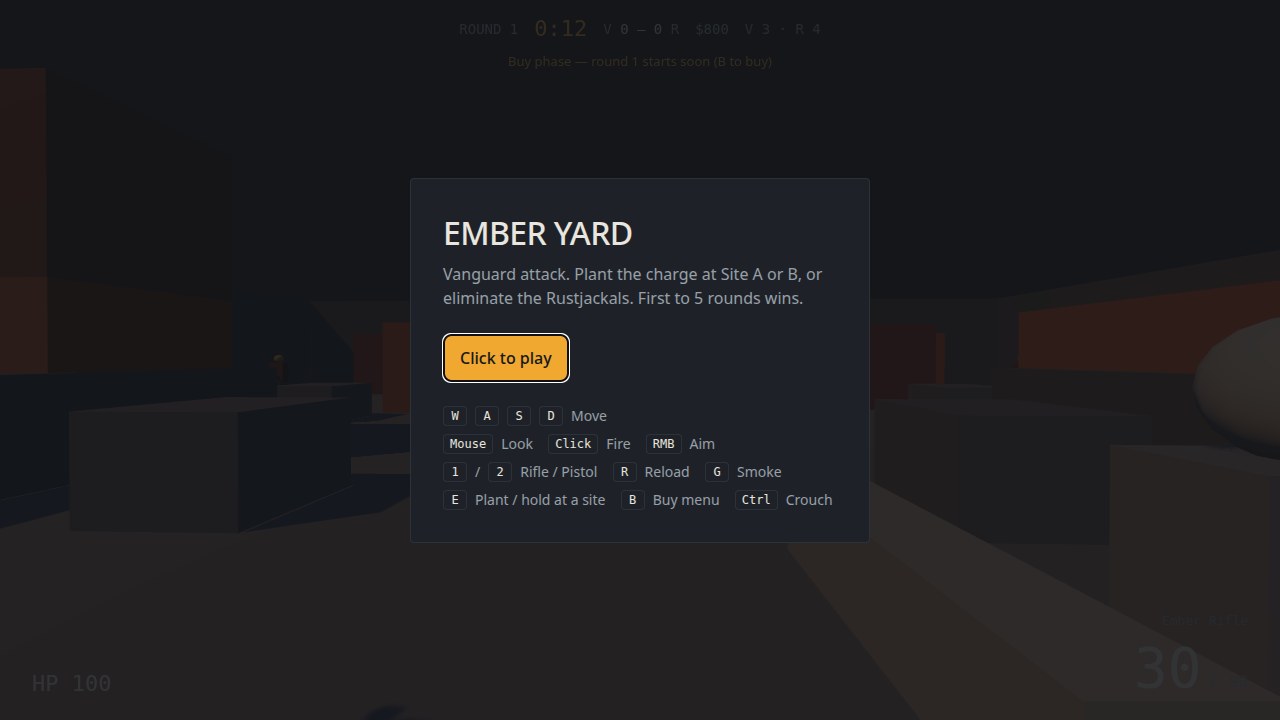 ROUND 1 0:12 V 0 — 0 R $800 V 3 · R 4
Buy phase — round 1 starts soon (B to buy)
EMBER YARD
Vanguard attack. Plant the charge at Site A or B, or
eliminate the Rustjackals. First to 5 rounds wins.
Click to play
W A S D Move
Mouse Look Click Fire RMB Aim
1 / 2 Rifle / Pistol R Reload G Smoke
E Plant / hold at a site B Buy menu Ctrl Crouch
HP 100
30